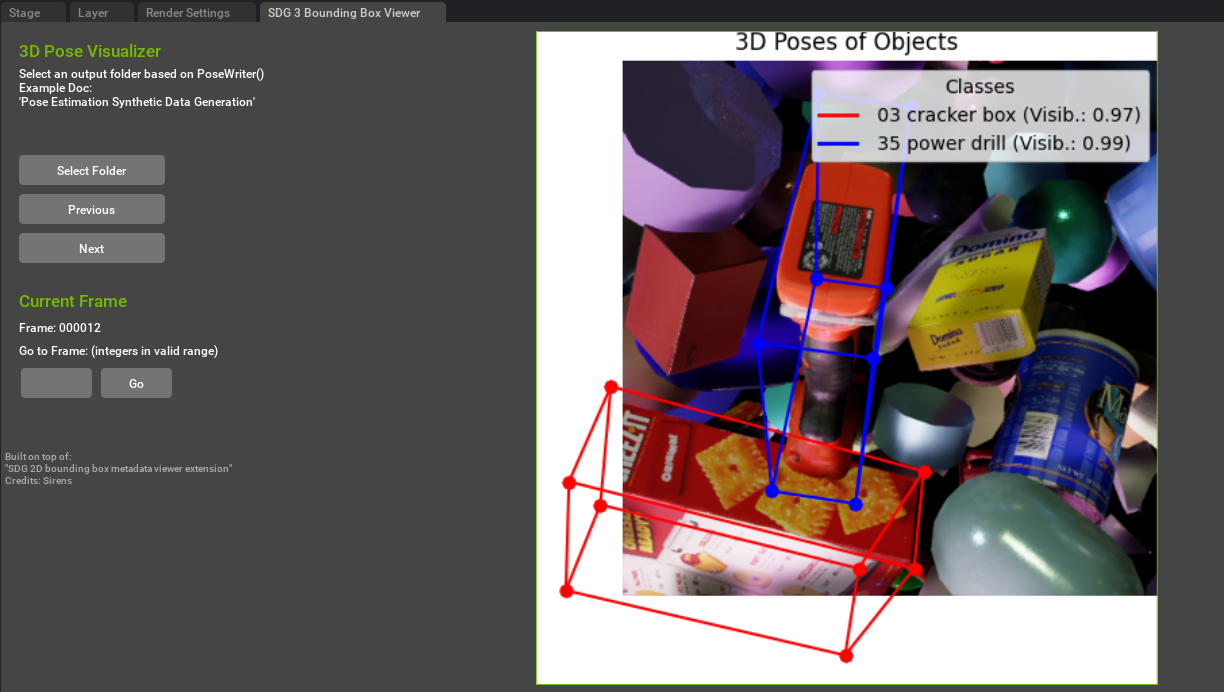 Stage
Layer
Render Settings
SDG 3 Bounding Box Viewer
3D Pose Visualizer
Select an output folder based on PoseWriter()
Example Doc:
'Pose Estimation Synthetic Data Generation'
Select Folder
Previous
Next
Current Frame
Frame: 000012
Go to Frame: (integers in valid range)
Go
Built on top of:
"SDG 2D bounding box metadata viewer extension"
Credits: Sirens
3D Poses of Objects
Classes
03 cracker box (Visib.: 0.97)
35 power drill (Visib.: 0.99)
Domino
SUGAR
Domino
SUGAR
original
READY